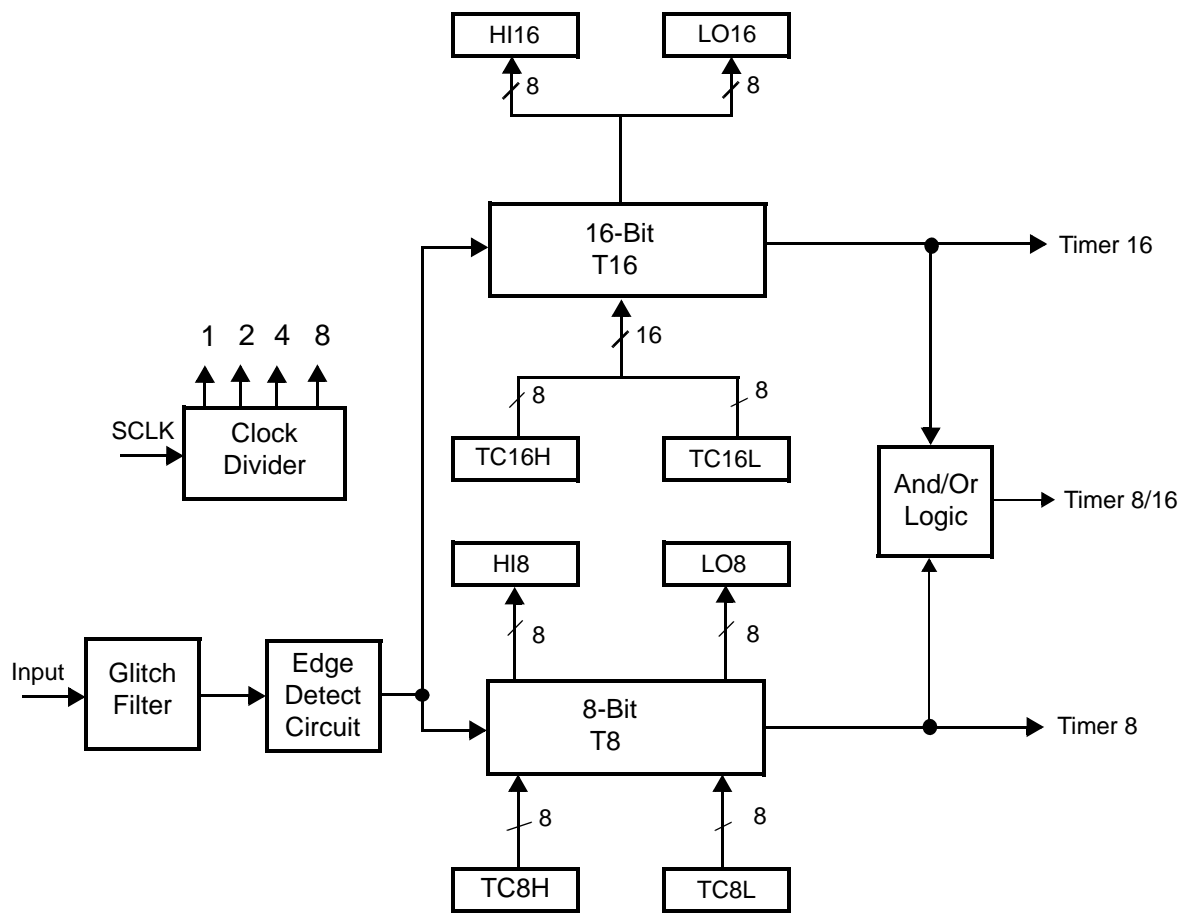 HI16
LO16
8
8
16-Bit
T16
Timer 16
1 2 4 8
16
SCLK
Clock
Divider
8
8
TC16H
TC16L
And/Or
Logic
Timer 8/16
HI8
LO8
8
8
Input
Glitch
Filter
Edge
Detect
Circuit
8-Bit
T8
Timer 8
8
8
TC8H
TC8L